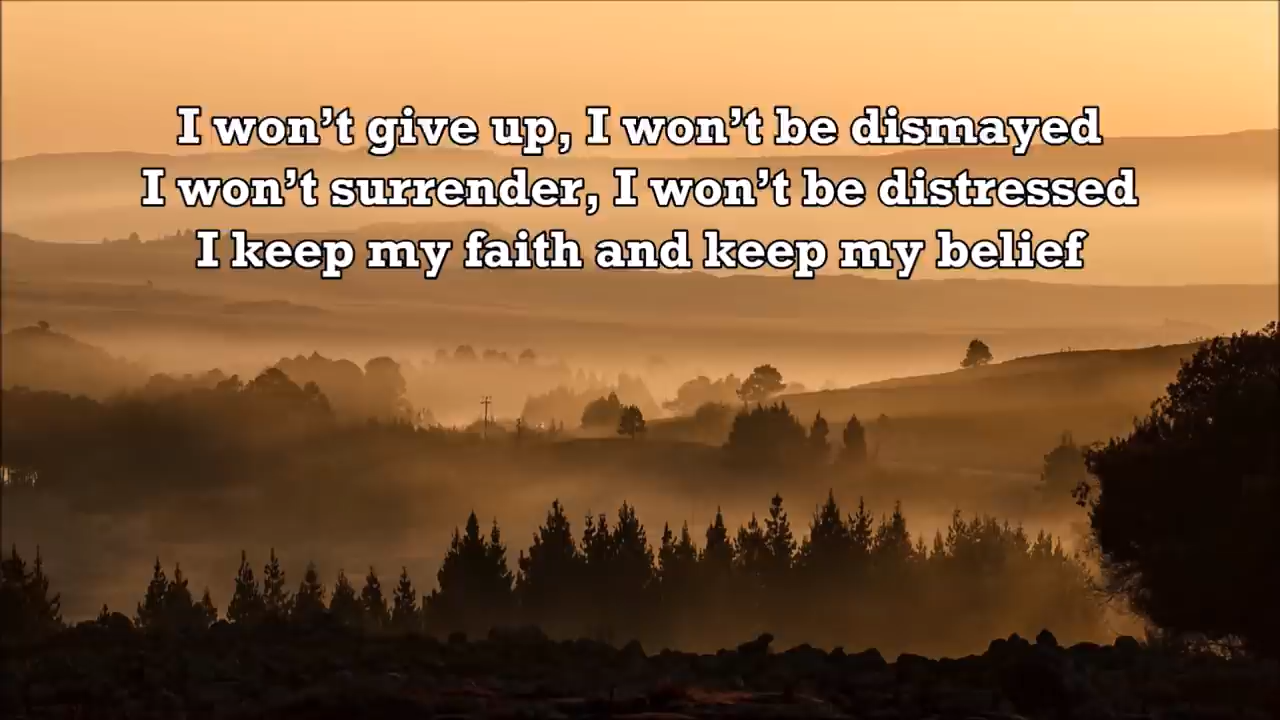 I won’t give up, I won’t be dismayed
I won’t surrender, I won’t be distressed
I keep my faith and keep my belief